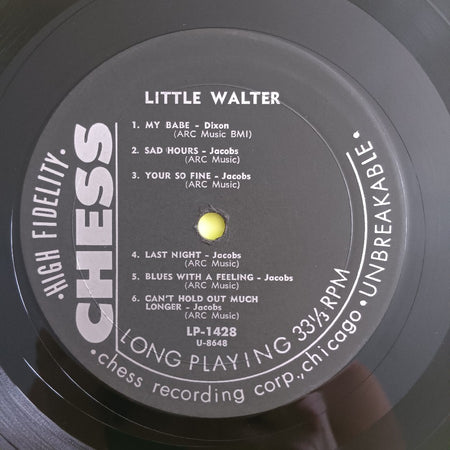 LITTLE WALTER
1. MY BABE - Dixon
(ARC Music BMI)
2. SAD HOURS - Jacobs
(ARC Music)
3. YOUR SO FINE - Jacobs
(ARC Music)
4. LAST NIGHT - Jacobs
(ARC Music)
5. BLUES WITH A FEELING - Jacobs
(ARC Music)
6. CAN'T HOLD OUT MUCH
LONGER - Jacobs
(ARC Music)
LP-1428
U-8648
CHESS
• HIGH FIDELITY •
LONG PLAYING 33⅓ RPM
• chess recording corp., chicago • UNBREAKABLE •